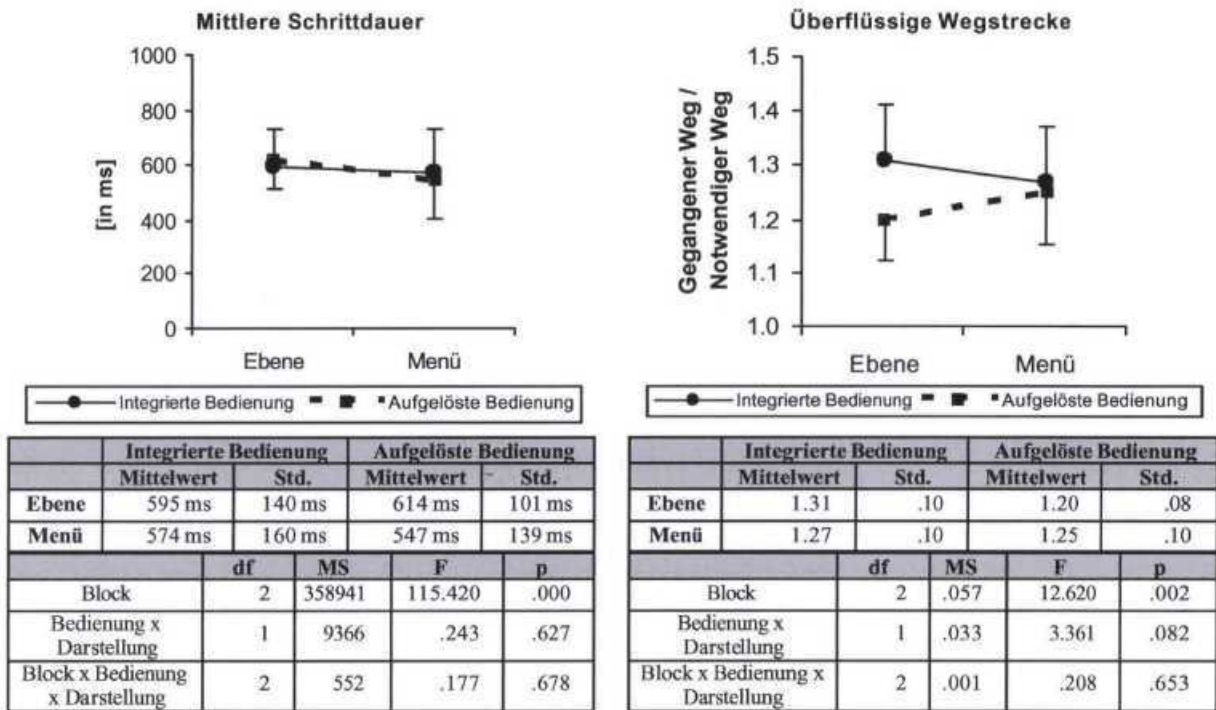 Mittlere Schrittdauer
[in ms]
1000
800
600
400
200
0
Ebene Menü
Integrierte Bedienung Aufgelöste Bedienung
Integrierte Bedienung Aufgelöste Bedienung
Mittelwert Std. Mittelwert Std.
Ebene 595 ms 140 ms 614 ms 101 ms
Menü 574 ms 160 ms 547 ms 139 ms
df MS F p
Block 2 358941 115.420 .000
Bedienung x
Darstellung 1 9366 .243 .627
Block x Bedienung
x Darstellung 2 552 .177 .678
Überflüssige Wegstrecke
Gegangener Weg /
Notwendiger Weg
1.5
1.4
1.3
1.2
1.1
1.0
Ebene Menü
Integrierte Bedienung Aufgelöste Bedienung
Integrierte Bedienung Aufgelöste Bedienung
Mittelwert Std. Mittelwert Std.
Ebene 1.31 .10 1.20 .08
Menü 1.27 .10 1.25 .10
df MS F p
Block 2 .057 12.620 .002
Bedienung x
Darstellung 1 .033 3.361 .082
Block x Bedienung x
Darstellung 2 .001 .208 .653